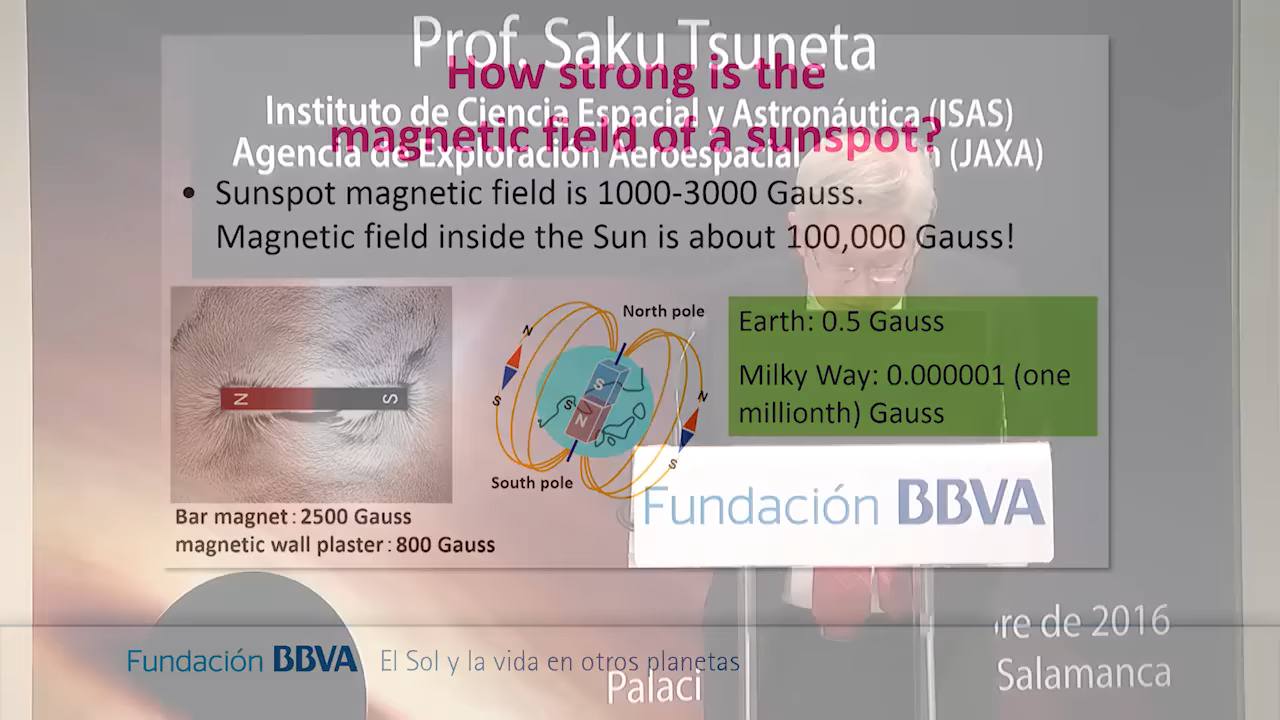 Prof. Saku Tsuneta
How strong is the
Instituto de Ciencia Espacial y Astronáutica (ISAS)
magnetic field of a sunspot?
Agencia de Exploración Aeroespacial (JAXA)
• Sunspot magnetic field is 1000-3000 Gauss.
Magnetic field inside the Sun is about 100,000 Gauss!
N
S
Bar magnet : 2500 Gauss
magnetic wall plaster : 800 Gauss
North pole
N
S
S
S
N
N
S
South pole
Earth: 0.5 Gauss
Milky Way: 0.000001 (one
millionth) Gauss
Fundación BBVA
re de 2016
Salamanca
Palaci
Fundación BBVA El Sol y la vida en otros planetas